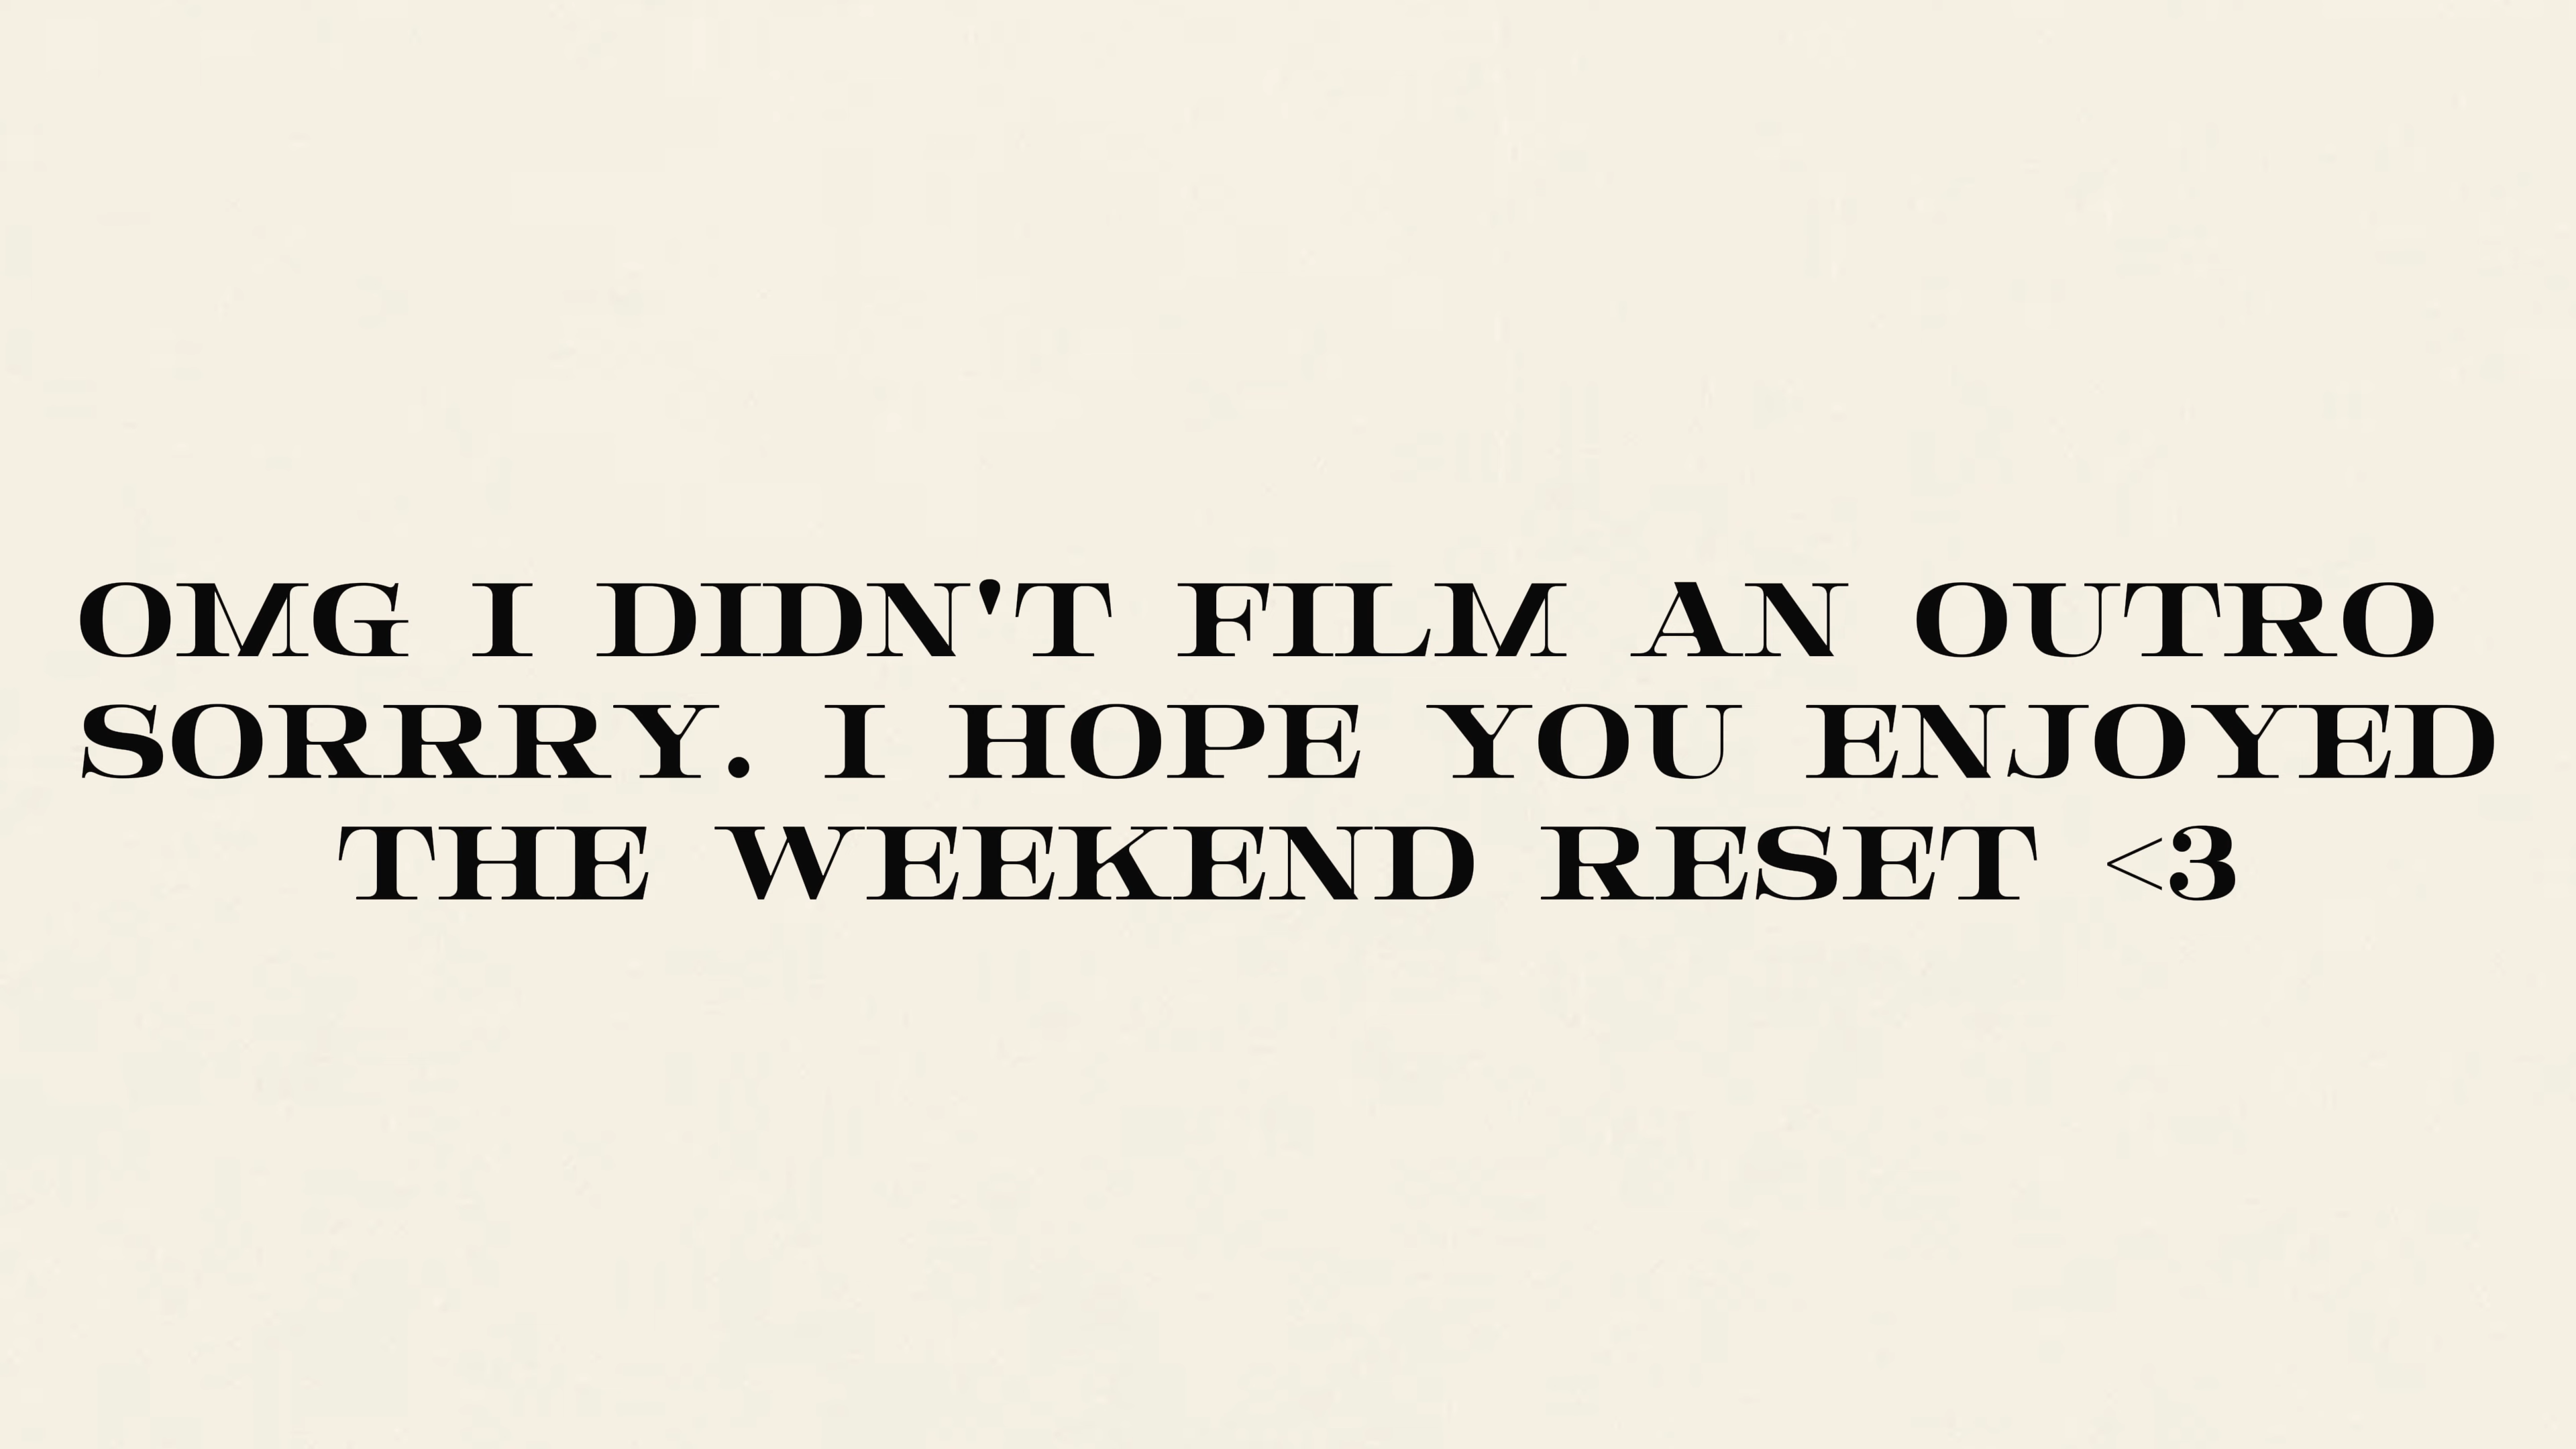 OMG I DIDN'T FILM AN OUTRO
SORRRY. I HOPE YOU ENJOYED
THE WEEKEND RESET <3